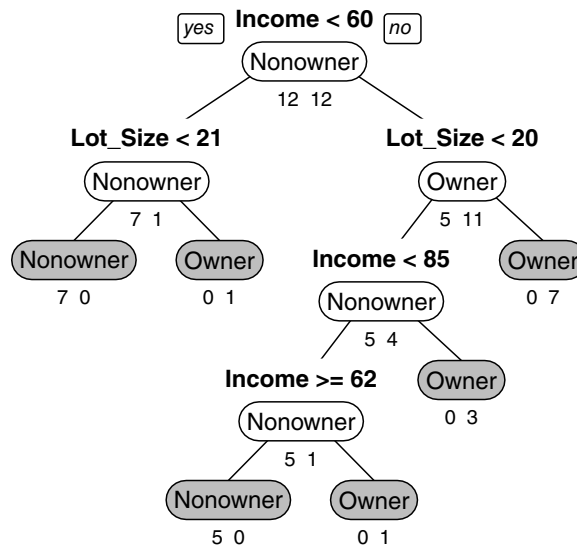 yes Income < 60 no
Nonowner
12 12
Lot_Size < 21 Lot_Size < 20
Nonowner Owner
7 1 5 11
Nonowner Owner Income < 85 Owner
7 0 0 1 Nonowner 0 7
5 4
Income >= 62 Owner
Nonowner 0 3
5 1
Nonowner Owner
5 0 0 1